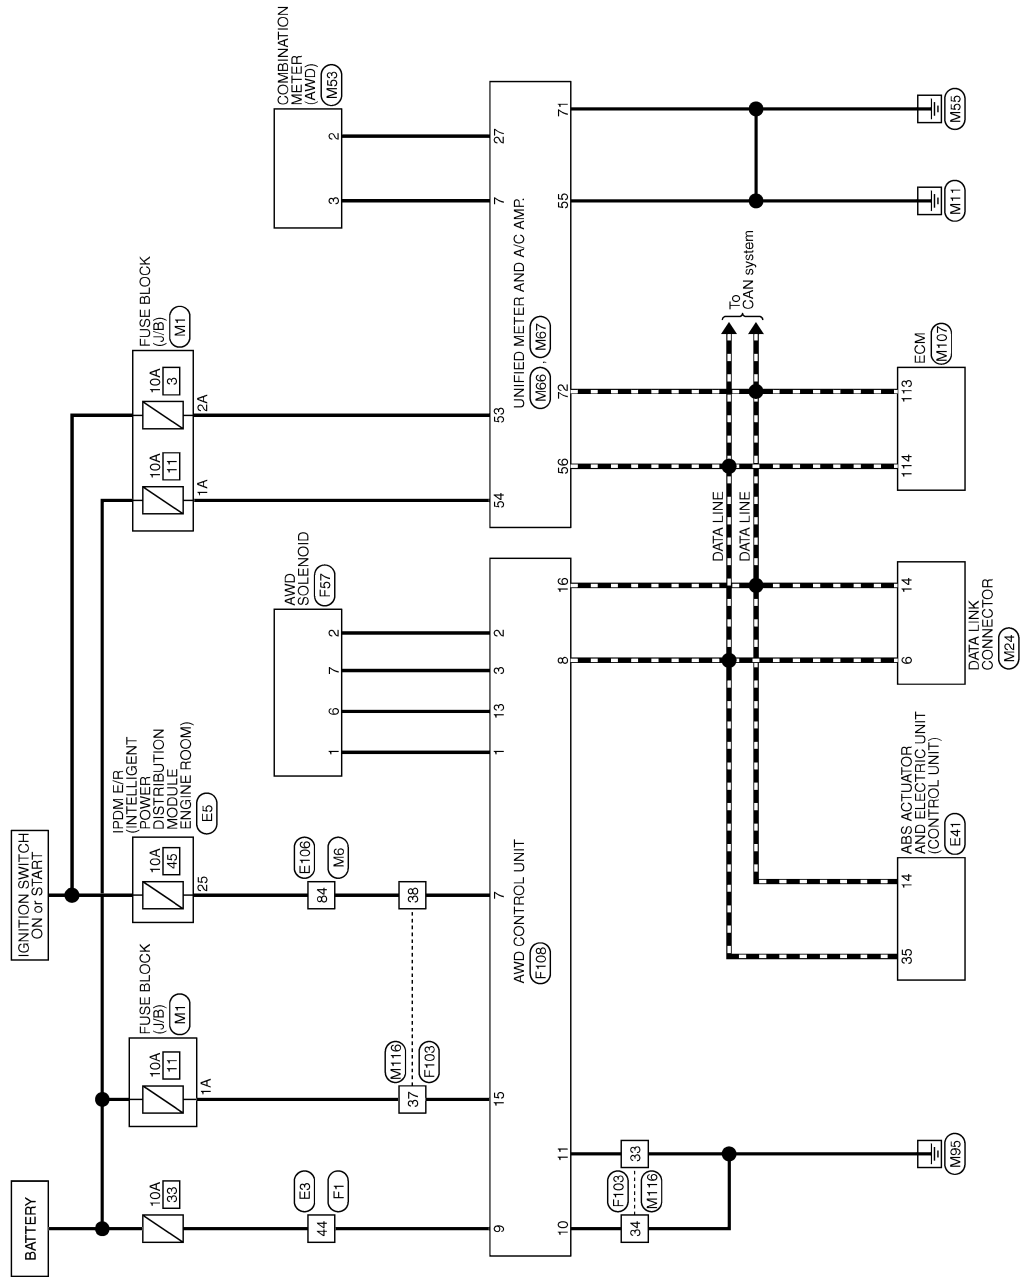 BATTERY
IGNITION SWITCH
ON or START
10A
33
E3
F1
44
9
FUSE BLOCK
(J/B)
M1
10A
11
1A
M116
F103
37
15
IPDM E/R
(INTELLIGENT
POWER
DISTRIBUTION
MODULE
ENGINE ROOM)
E5
10A
45
25
E106
M6
84
38
7
AWD
SOLENOID
F57
1
6
7
2
1
13
3
2
FUSE BLOCK
(J/B)
M1
10A
11
10A
3
1A
2A
54
53
COMBINATION
METER
(AWD)
M53
3
2
7
27
AWD CONTROL UNIT
F108
UNIFIED METER AND A/C AMP.
M66 , M67
10
11
8
16
56
72
55
71
F103
M116
34
33
M95
DATA LINE
DATA LINE
To
CAN system
ABS ACTUATOR
AND ELECTRIC UNIT
(CONTROL UNIT)
E41
35
14
DATA LINK
CONNECTOR
M24
6
14
ECM
M107
114
113
M11
M55